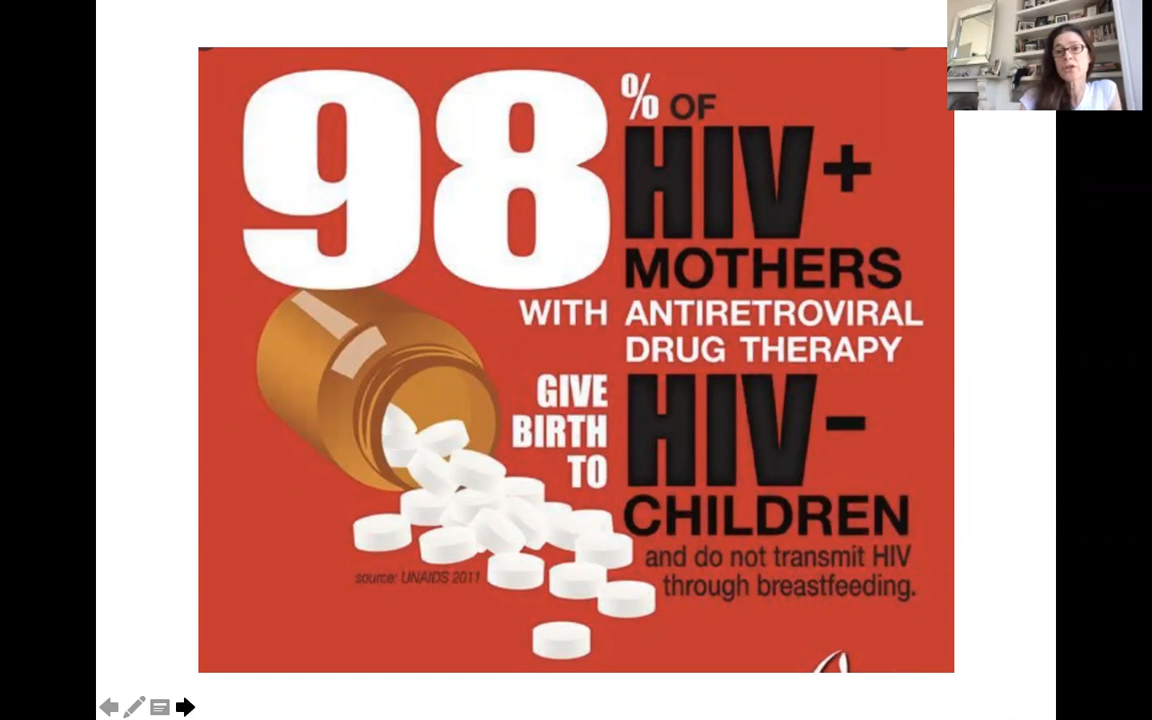 98% OF
HIV+
MOTHERS
WITH ANTIRETROVIRAL
DRUG THERAPY
GIVE
BIRTH
TO
HIV-
CHILDREN
and do not transmit HIV
through breastfeeding.
source: UNAIDS 2011